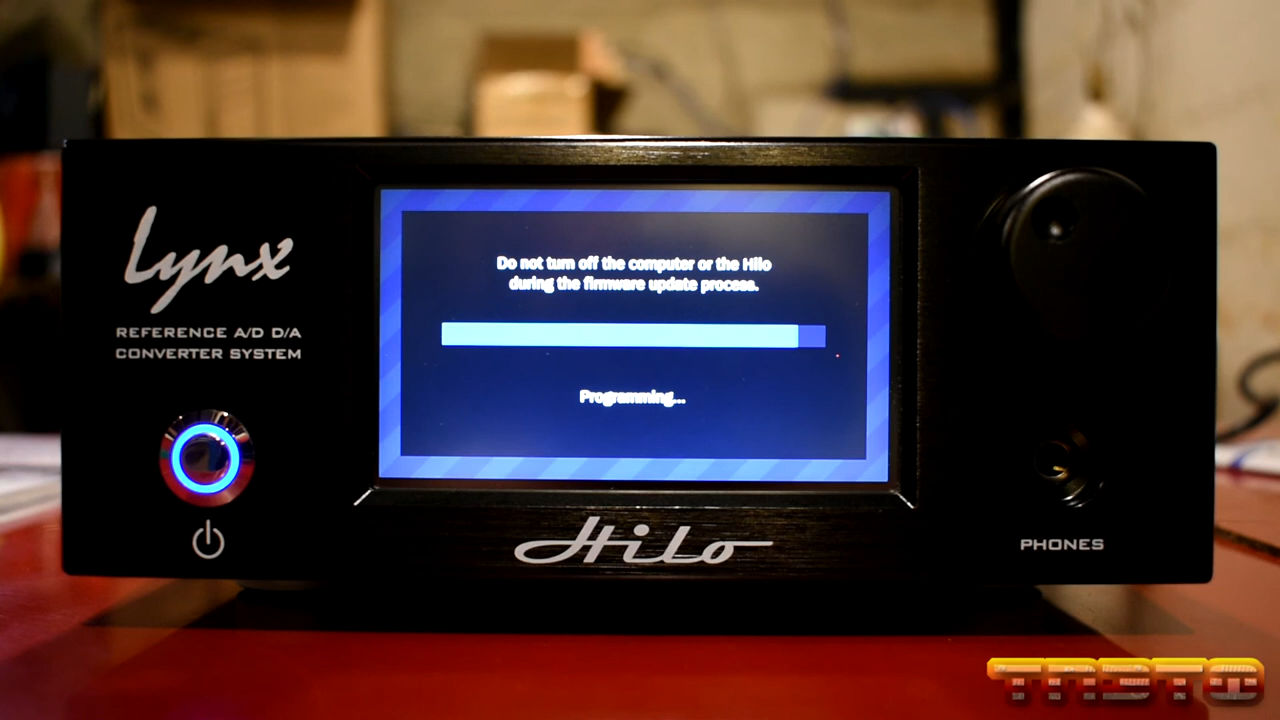 Lynx
REFERENCE A/D D/A
CONVERTER SYSTEM
Do not turn off the computer or the Hilo
during the firmware update process.
Programming...
Hilo
PHONES